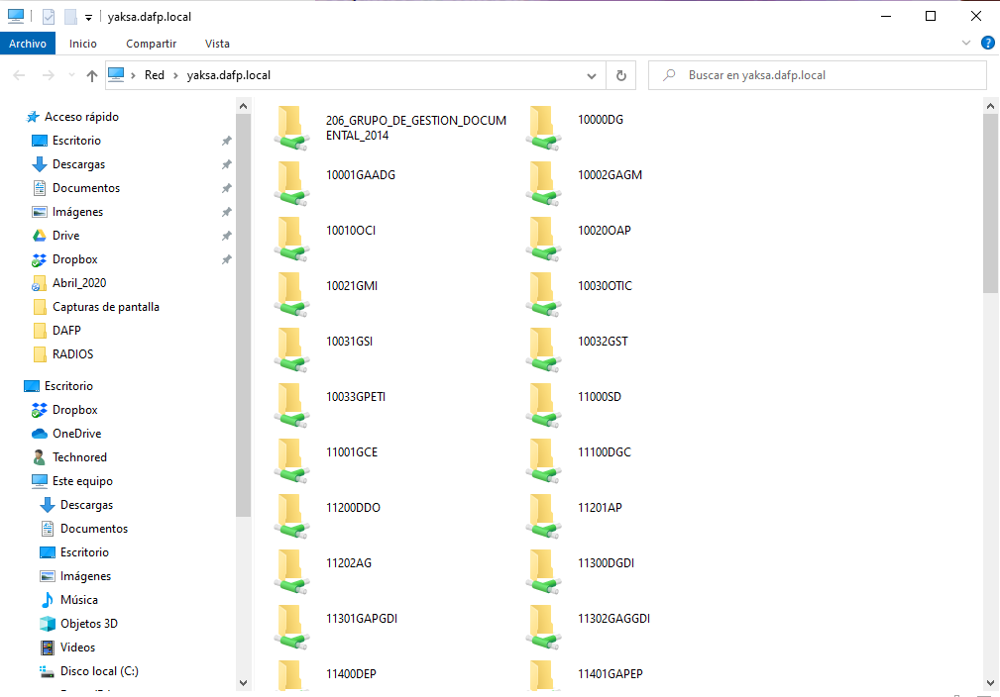 yaksa.dafp.local
Archivo Inicio Compartir Vista
?
Red yaksa.dafp.local
Buscar en yaksa.dafp.local
Acceso rápido
Escritorio
Descargas
Documentos
Imágenes
Drive
Dropbox
Abril_2020
Capturas de pantalla
DAFP
RADIOS
Escritorio
Dropbox
OneDrive
Technored
Este equipo
Descargas
Documentos
Escritorio
Imágenes
Música
Objetos 3D
Videos
Disco local (C:)
206_GRUPO_DE_GESTION_DOCUM
ENTAL_2014
10000DG
10001GAADG
10002GAGM
10010OCI
10020OAP
10021GMI
10030OTIC
10031GSI
10032GST
10033GPETI
11000SD
11001GCE
11100DGC
11200DDO
11201AP
11202AG
11300DGDI
11301GAPGDI
11302GAGGDI
11400DEP
11401GAPEP